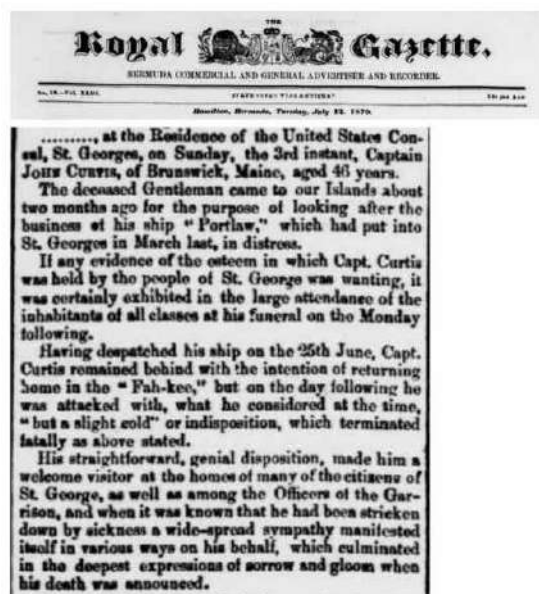 THE
Royal Gazette.
BERMUDA COMMERCIAL AND GENERAL ADVERTISER AND RECORDER.
Hamilton, Bermuda, Tuesday, July 12, 1870.
........., at the Residence of the United States Con-
sul, St. Georges, on Sunday, the 3rd instant, Captain
JOHN CURTIS, of Brunswick, Maine, aged 46 years.
The deceased Gentleman came to our Islands about
two months ago for the purpose of looking after the
business of his ship "Portlaw," which had put into
St. Georges in March last, in distress.
If any evidence of the esteem in which Capt. Curtis
was held by the people of St. George was wanting, it
was certainly exhibited in the large attendance of the
inhabitants of all classes at his funeral on the Monday
following.
Having despatched his ship on the 25th June, Capt.
Curtis remained behind with the intention of returning
home in the "Fah-kee," but on the day following he
was attacked with, what he considered at the time,
"but a slight cold" or indisposition, which terminated
fatally as above stated.
His straightforward, genial disposition, made him a
welcome visitor at the homes of many of the citizens of
St. George, as well as among the Officers of the Gar-
rison, and when it was known that he had been stricken
down by sickness a wide-spread sympathy manifested
itself in various ways on his behalf, which culminated
in the deepest expressions of sorrow and gloom when
his death was announced.